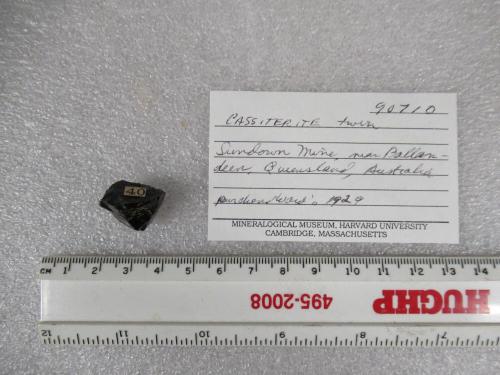 90710
CASSITERITE twin
Sundown Mine, near Ballan-
deen, Queensland, Australia
purchase Ward's, 1929
MINERALOGICAL MUSEUM, HARVARD UNIVERSITY
CAMBRIDGE, MASSACHUSETTS
40
CM 1 2 3 4 5 6 7 8 9 10 11 12 13 14
495-2008 HUGHP
12 11 10 9 8 7